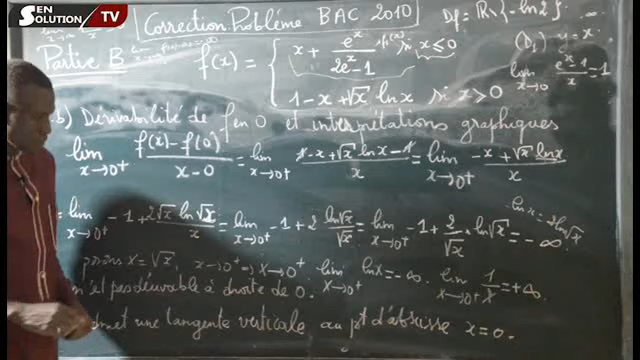 SEN SOLUTION TV
Correction Problème BAC 2010
Df = ℝ \ {-ln2}
Partie B
f(x) = { x + e^x/(2e^x - 1) si x ≤ 0
1 - x + √x ln x si x > 0
(D₁) y = x
lim x→0 (e^x - 1)/x = 1
b) Dérivabilité de f en 0 et interprétations graphiques
lim x→0⁺ (f(x) - f(0))/(x - 0) = lim x→0⁺ (1 - x + √x ln x - 1)/x = lim x→0⁺ (-x + √x ln x)/x
ln x = 2 ln √x
= lim x→0⁺ -1 + 2√x ln √x / x = lim x→0⁺ -1 + 2 ln √x / √x = lim x→0⁺ -1 + 2/√x × ln √x = -∞
posons X = √x, x→0⁺ X→0⁺ lim X→0⁺ ln X = -∞ lim X→0⁺ 1/X = +∞
n'est pas dérivable à droite de 0.
admet une tangente verticale au pt d'abscisse x = 0.